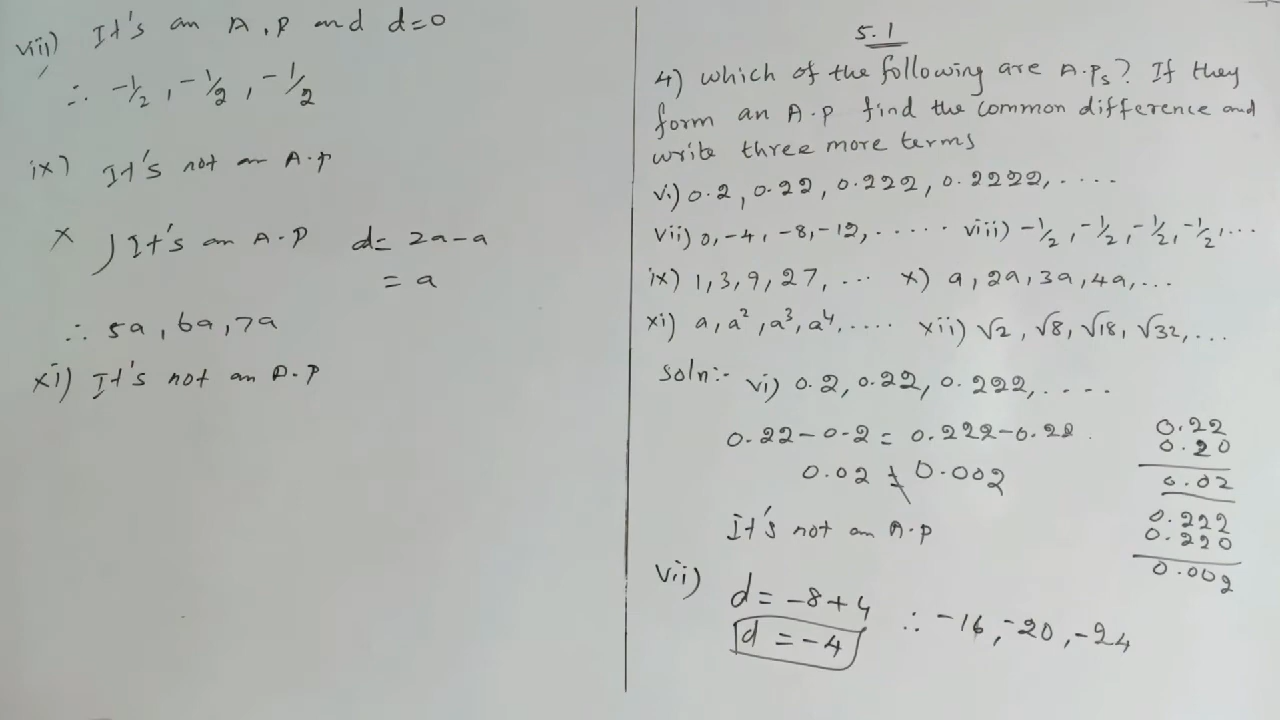 viii) It's an A.P and d=0
∴ -1/2, -1/2, -1/2
ix) It's not an A.p
x) It's an A.P d= 2a-a
= a
∴ 5a, 6a, 7a
xi) It's not an A.P
5.1
4) which of the following are A.Ps? If they
form an A.P find the common difference and
write three more terms
vi) 0.2, 0.22, 0.222, 0.2222, ....
vii) 0, -4, -8, -12, ..... viii) -1/2, -1/2, -1/2, -1/2, ...
ix) 1, 3, 9, 27, ... x) a, 2a, 3a, 4a, ...
xi) a, a², a³, a⁴, .... xii) √2, √8, √18, √32, ...
Soln:- vi) 0.2, 0.22, 0.222, ....
0.22-0.2 = 0.222-0.22
0.02 ≠ 0.002
It's not an A.P
0.22
0.20
0.02
0.222
0.220
0.002
vii) d= -8+4
d = -4
∴ -16, -20, -24